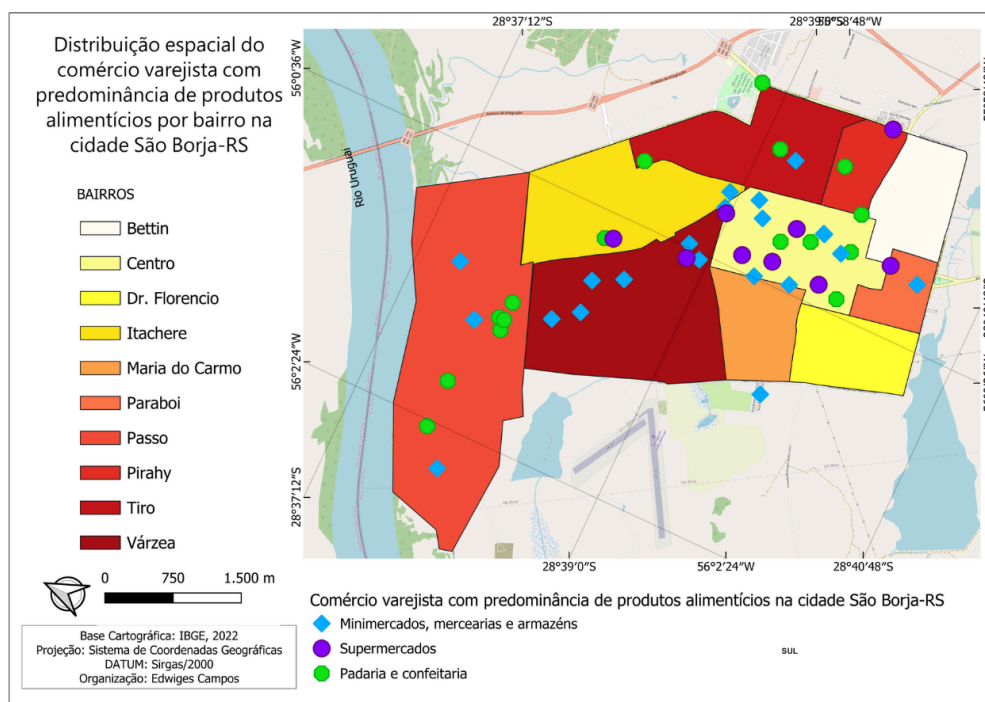 Distribuição espacial do
comércio varejista com
predominância de produtos
alimentícios por bairro na
cidade São Borja-RS
BAIRROS
Bettin
Centro
Dr. Florencio
Itachere
Maria do Carmo
Paraboi
Passo
Pirahy
Tiro
Várzea
0 750 1.500 m
Base Cartográfica: IBGE, 2022
Projeção: Sistema de Coordenadas Geográficas
DATUM: Sirgas/2000
Organização: Edwiges Campos
28°37'12"S
56°0'36"W
56°2'24"W
28°37'12"S
28°39'0"S
56°2'24"W
28°40'48"S
Rio Uruguai
Comércio varejista com predominância de produtos alimentícios na cidade São Borja-RS
Minimercados, mercearias e armazéns
Supermercados
Padaria e confeitaria
SUL